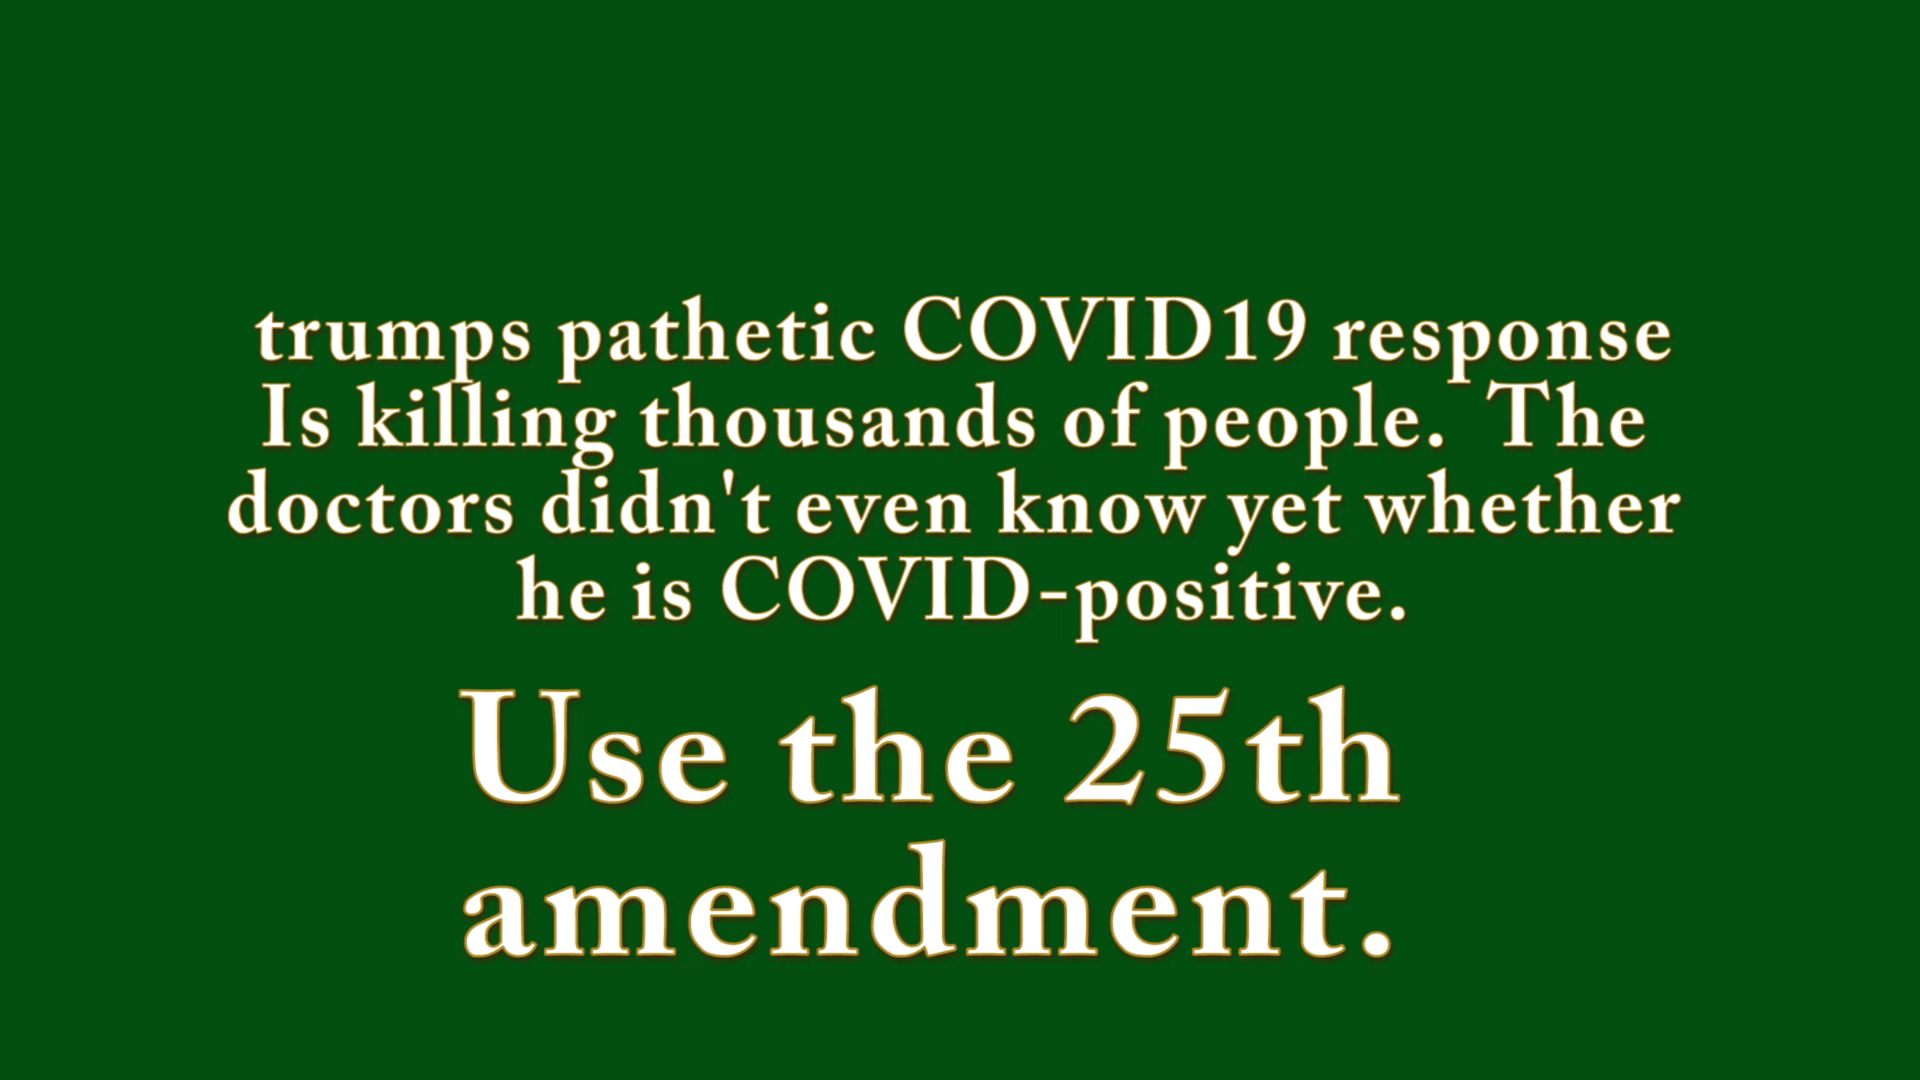 trumps pathetic COVID19 response
Is killing thousands of people.  The
doctors didn't even know yet whether
he is COVID-positive.
Use the 25th
amendment.